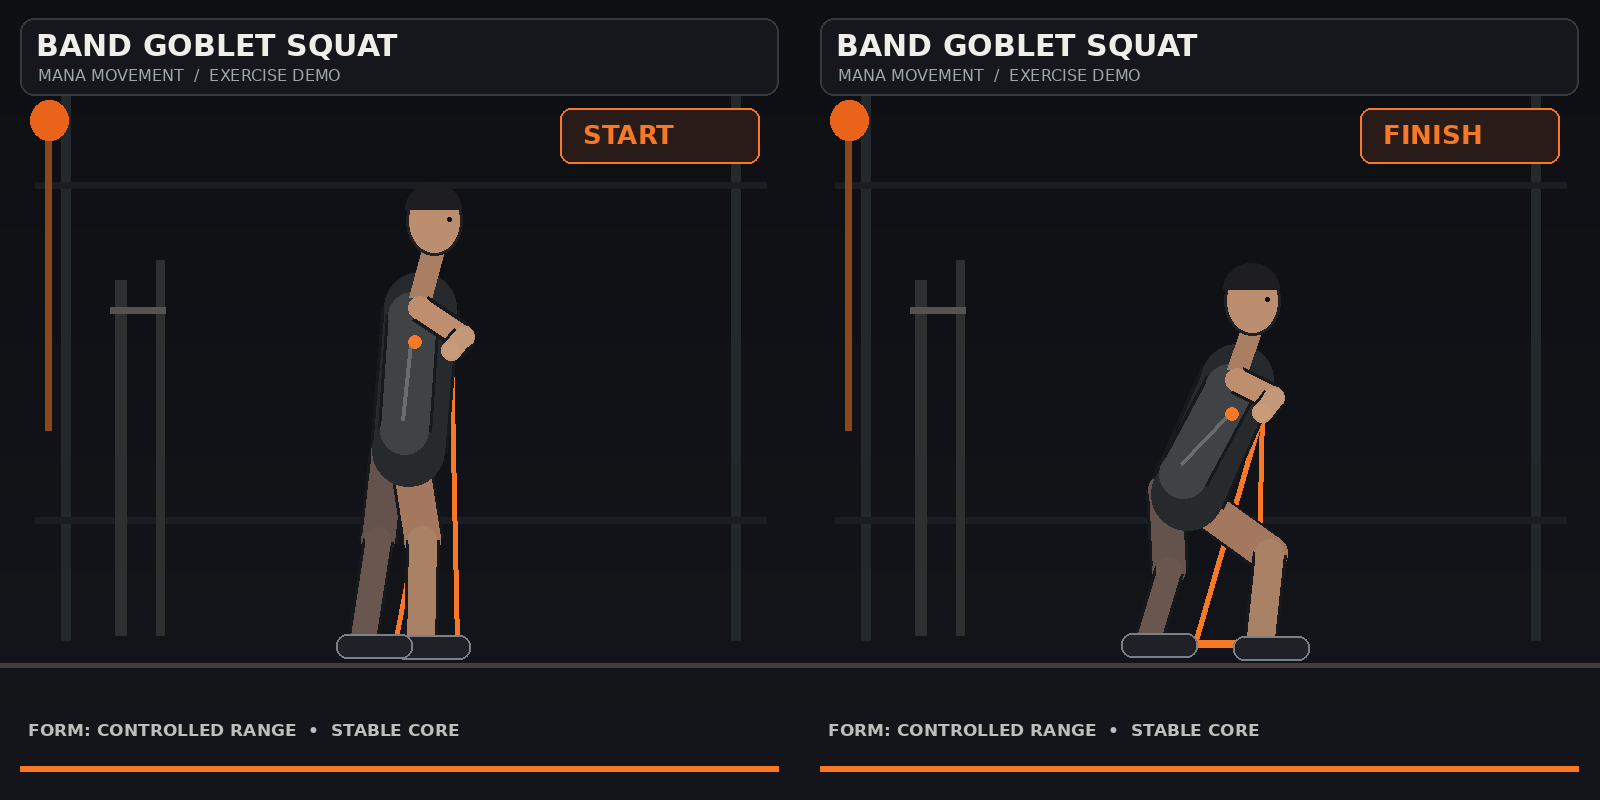 BAND GOBLET SQUAT
MANA MOVEMENT / EXERCISE DEMO
START
FORM: CONTROLLED RANGE • STABLE CORE
BAND GOBLET SQUAT
MANA MOVEMENT / EXERCISE DEMO
FINISH
FORM: CONTROLLED RANGE • STABLE CORE